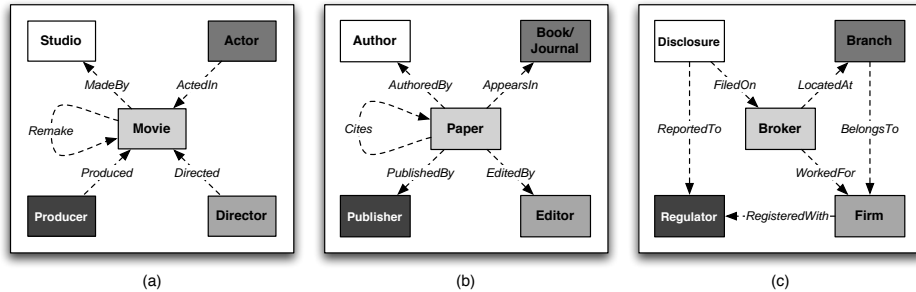 Studio
Actor
MadeBy
ActedIn
Remake
Movie
Produced
Directed
Producer
Director
(a)
Author
Book/
Journal
AuthoredBy
AppearsIn
Cites
Paper
PublishedBy
EditedBy
Publisher
Editor
(b)
Disclosure
Branch
FiledOn
LocatedAt
ReportedTo
Broker
BelongsTo
WorkedFor
Regulator
RegisteredWith
Firm
(c)